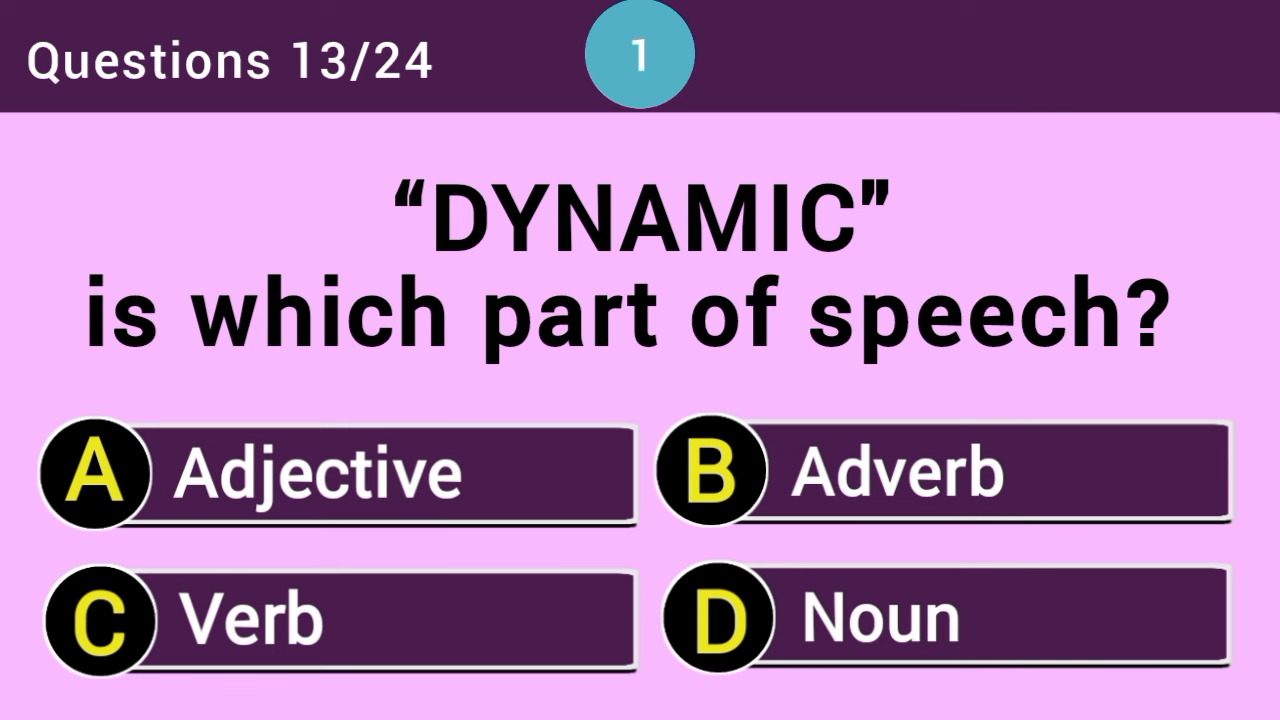 Questions 13/24
1
“DYNAMIC”
is which part of speech?
A Adjective
B Adverb
C Verb
D Noun